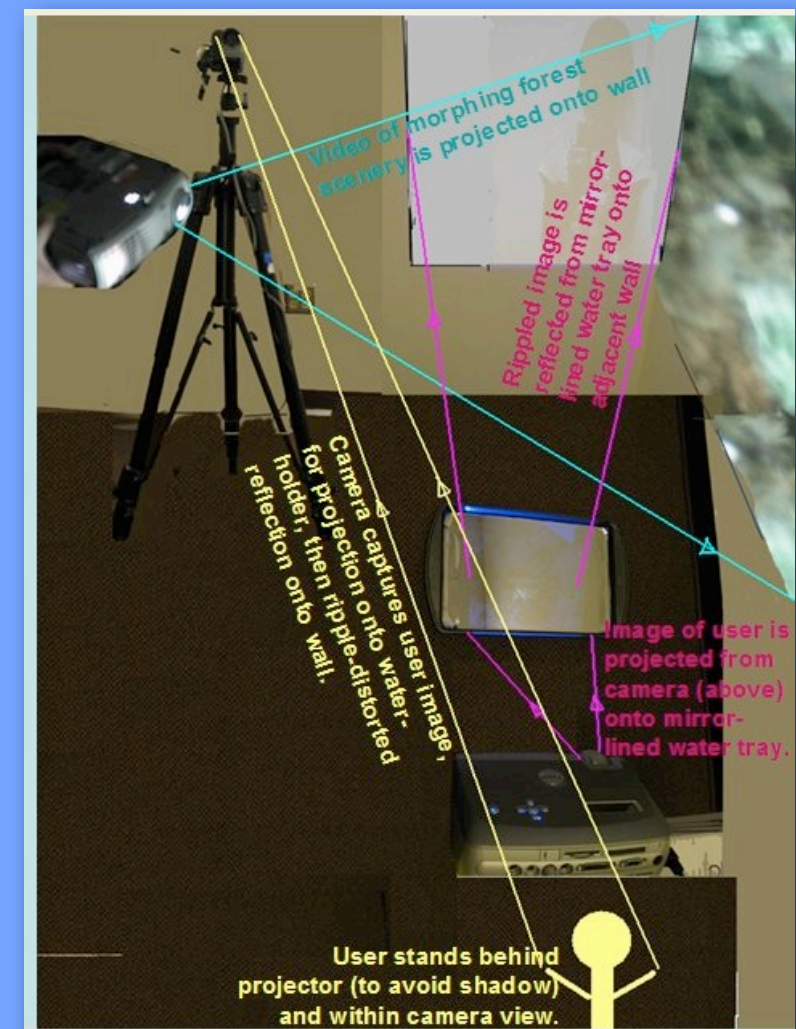 Video of morphing forest
scenery is projected onto wall
Rippled image is
reflected from mirror-
lined water tray onto
adjacent wall
Camera captures user image,
for projection onto water-
holder, then ripple-distorted
reflection onto wall.
Image of user is
projected from
camera (above)
onto mirror-
lined water tray.
User stands behind
projector (to avoid shadow)
and within camera view.